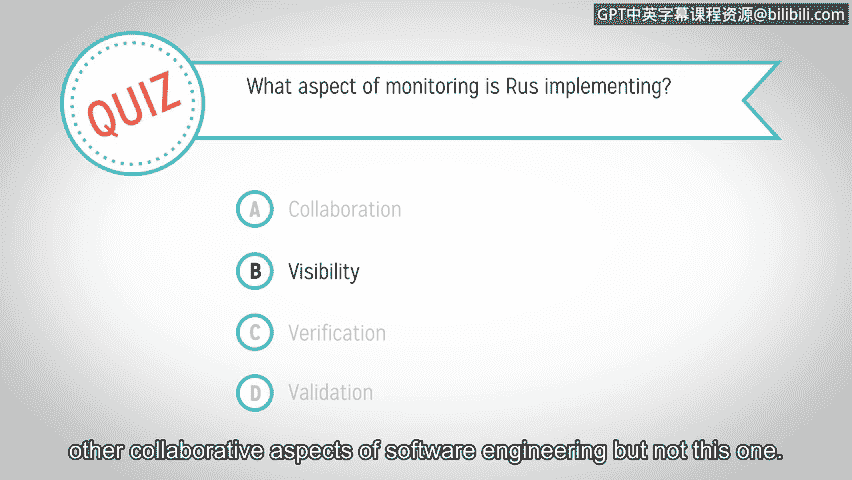 GPT中英字幕课程资源@bilibili.com
QUIZ
What aspect of monitoring is Rus implementing?
A Collaboration
B Visibility
C Verification
D Validation
other collaborative aspects of software engineering but not this one.